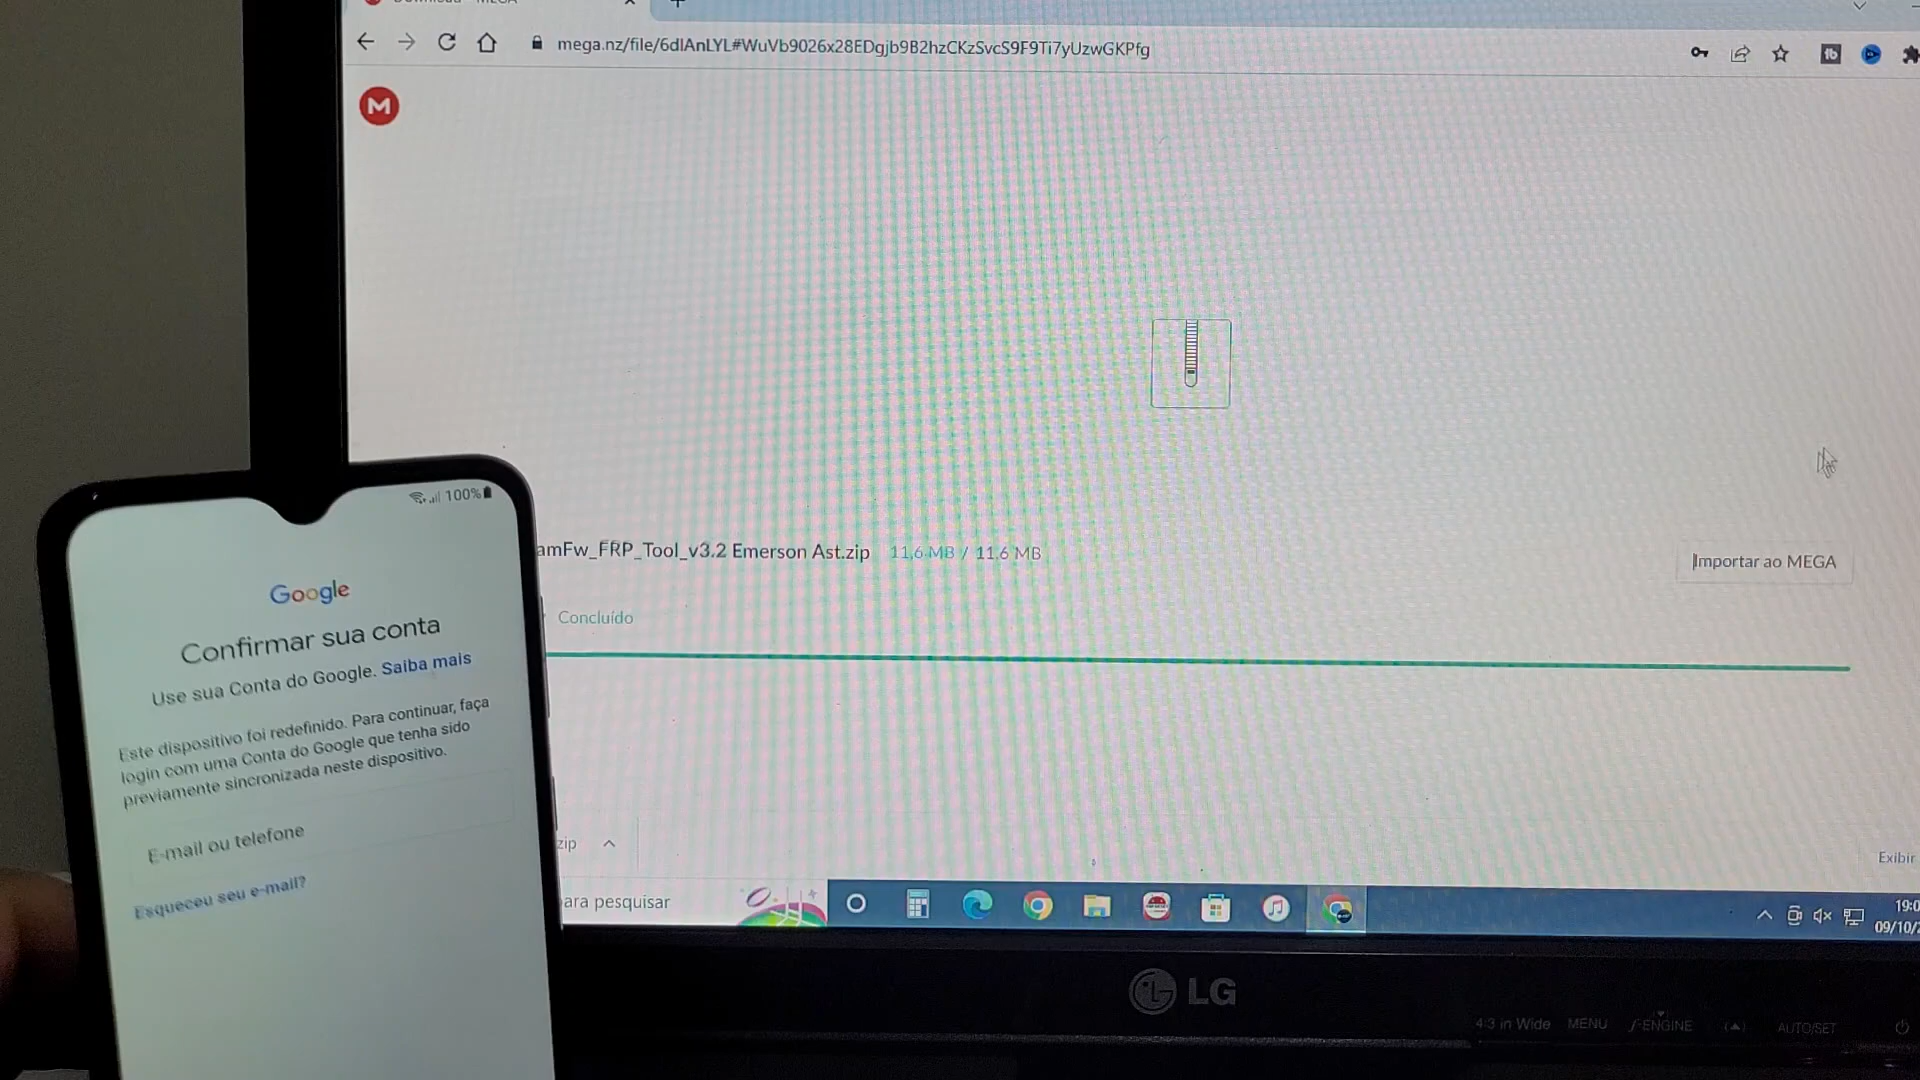 Download - MEGA
mega.nz/file/6dIAnLYL#WuVb9026x28EDgjb9B2hzCKzSvcS9F9Ti7yUzwGKPfg
M
amFw_FRP_Tool_v3.2 Emerson Ast.zip 11,6 MB / 11.6 MB
Importar ao MEGA
Concluído
zip
Exibir
ara pesquisar
19:0
09/10/
LG
4:3 in Wide MENU ƒ-ENGINE AUTO/SET
100%
Google
Confirmar sua conta
Use sua Conta do Google. Saiba mais
Este dispositivo foi redefinido. Para continuar, faça
login com uma Conta do Google que tenha sido
previamente sincronizada neste dispositivo.
E-mail ou telefone
Esqueceu seu e-mail?